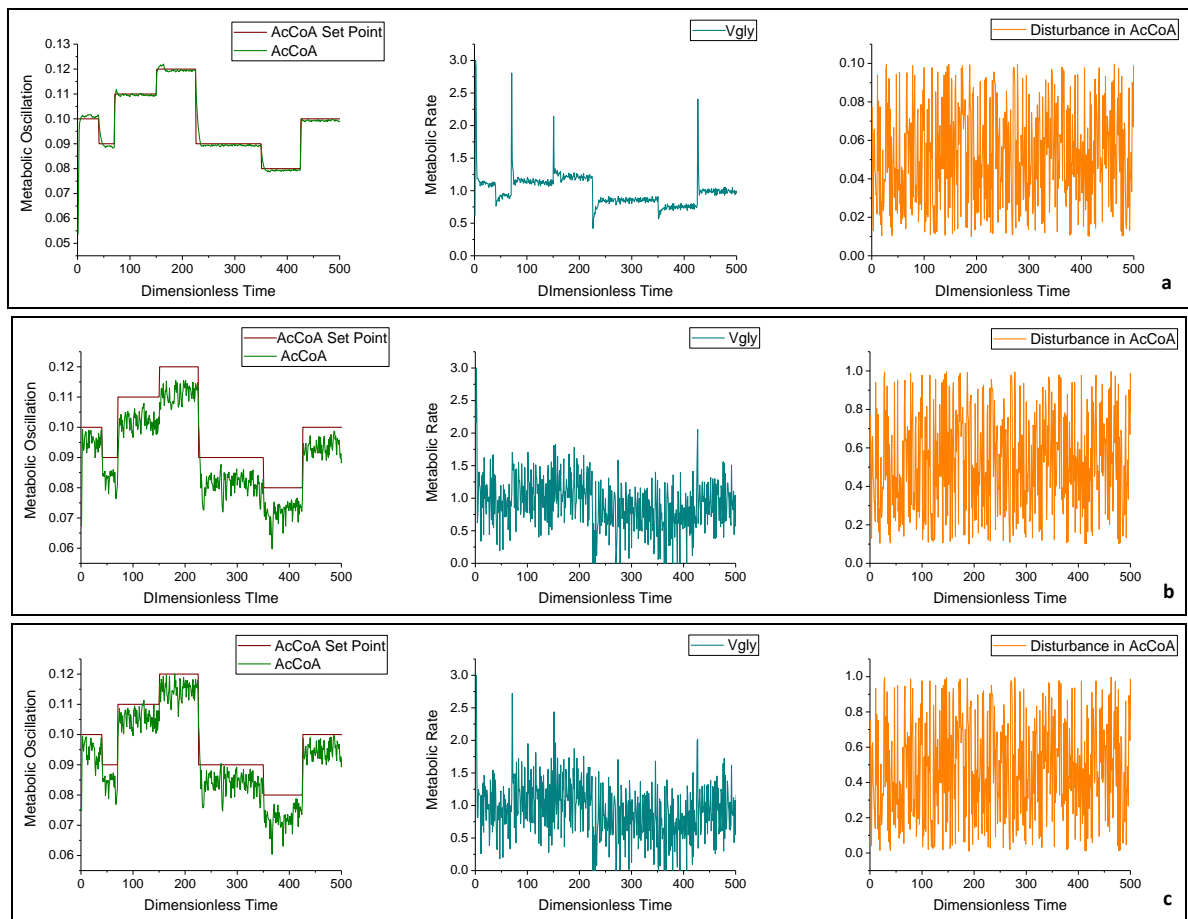 AcCoA Set Point
AcCoA
Metabolic Oscillation
0.13
0.12
0.11
0.10
0.09
0.08
0.07
0.06
0.05
0 100 200 300 400 500
Dimensionless Time
Vgly
Metabolic Rate
3.0
2.5
2.0
1.5
1.0
0.5
0.0
0 100 200 300 400 500
DImensionless Time
Disturbance in AcCoA
0.10
0.08
0.06
0.04
0.02
0.00
0 100 200 300 400 500
DImensionless Time
a
AcCoA Set Point
AcCoA
Metabolic Oscillation
0.12
0.11
0.10
0.09
0.08
0.07
0.06
0 100 200 300 400 500
DImensionless TIme
Vgly
Metabolic Rate
3.0
2.5
2.0
1.5
1.0
0.5
0.0
0 100 200 300 400 500
Dimensionless Time
Disturbance in AcCoA
1.0
0.8
0.6
0.4
0.2
0.0
0 100 200 300 400 500
Dimensionless Time
b
AcCoA Set Point
AcCoA
Metabolic Oscillation
0.12
0.11
0.10
0.09
0.08
0.07
0.06
0 100 200 300 400 500
Dimensionless Time
Vgly
Metabolic Rate
3.0
2.5
2.0
1.5
1.0
0.5
0.0
0 100 200 300 400 500
Dimensionless Time
Disturbance in AcCoA
1.0
0.8
0.6
0.4
0.2
0.0
0 100 200 300 400 500
Dimensionless Time
c